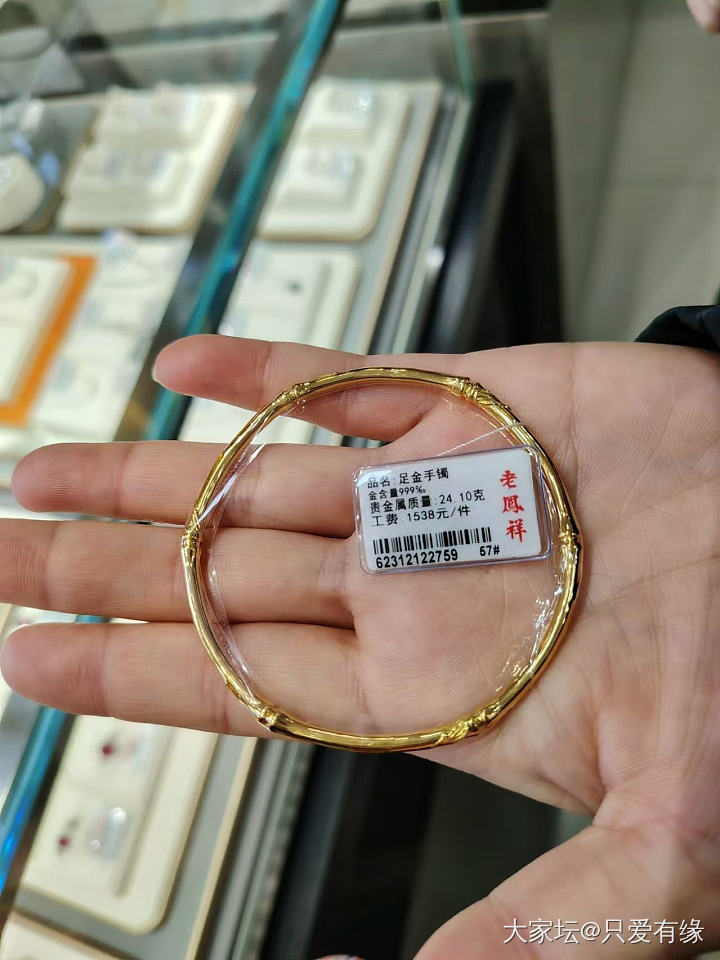 品名:足金手镯
金含量999‰
贵金属质量:24.10克
工费:1538元/件
62312122759 67#
老鳳祥
大家坛@只爱有缘